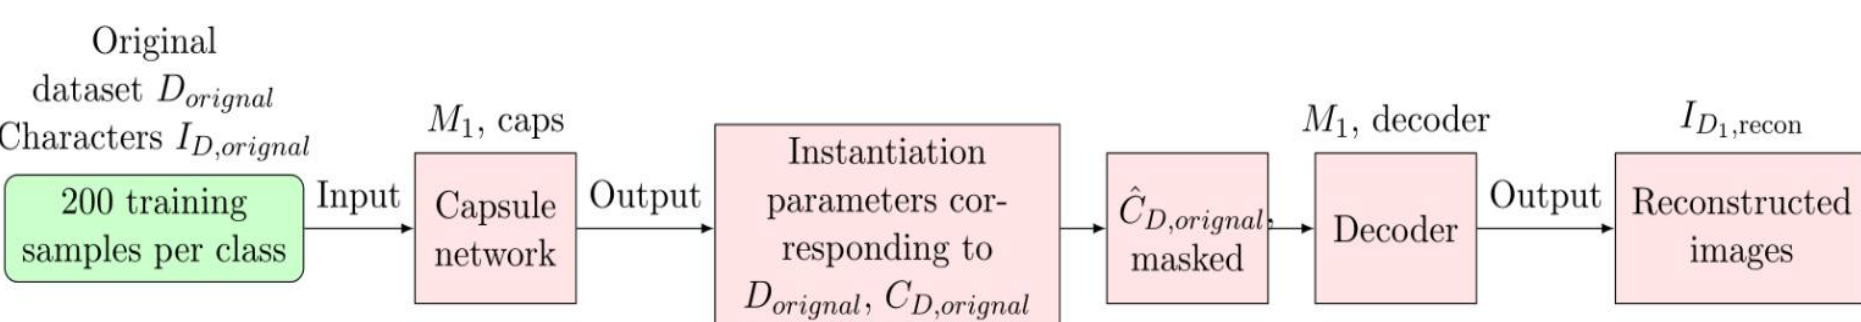 Original
dataset D_orignal
Characters I_D,orignal
200 training
samples per class
Input
M_1, caps
Capsule
network
Output
Instantiation
parameters cor-
responding to
D_orignal, C_D,orignal
Ĉ_D,orignal,
masked
M_1, decoder
Decoder
Output
I_D_1,recon
Reconstructed
images